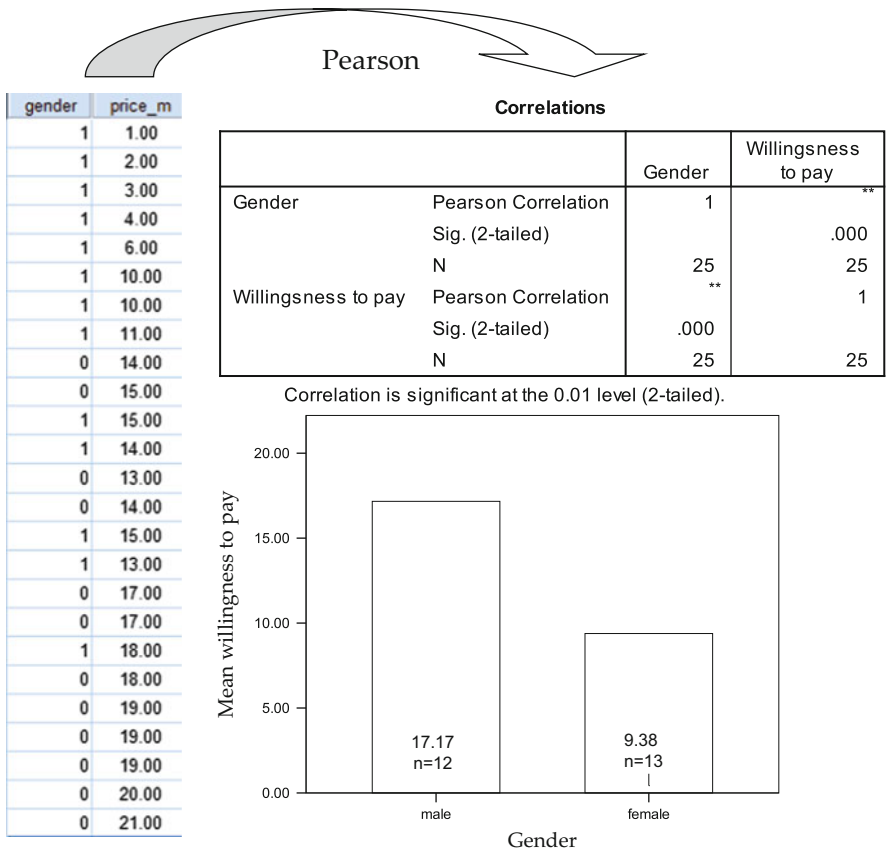 Pearson
gender price_m
1 1.00
1 2.00
1 3.00
1 4.00
1 6.00
1 10.00
1 10.00
1 11.00
0 14.00
0 15.00
1 15.00
1 14.00
0 13.00
0 14.00
1 15.00
1 13.00
0 17.00
0 17.00
1 18.00
0 18.00
0 19.00
0 19.00
0 19.00
0 20.00
0 21.00
Correlations
Gender Willingsness
to pay
Gender Pearson Correlation 1 **
Sig. (2-tailed) .000
N 25 25
Willingsness to pay Pearson Correlation ** 1
Sig. (2-tailed) .000
N 25 25
Correlation is significant at the 0.01 level (2-tailed).
Mean willingness to pay
20.00
15.00
10.00
5.00
0.00
17.17
n=12
9.38
n=13
male female
Gender